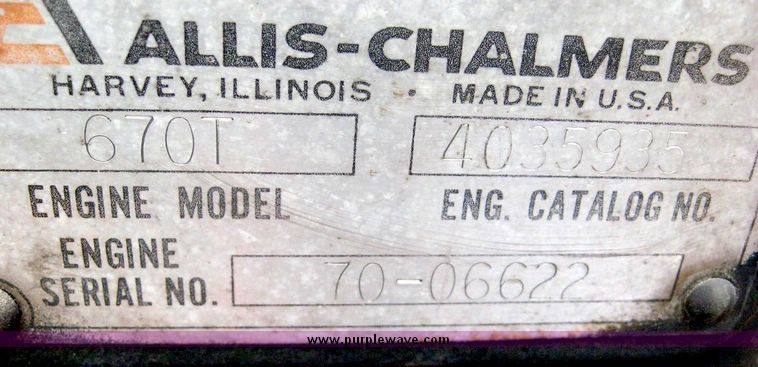 ALLIS-CHALMERS
HARVEY, ILLINOIS · MADE IN U.S.A.
670T 4035935
ENGINE MODEL ENG. CATALOG NO.
ENGINE
SERIAL NO. 70-06622
www.purplewave.com